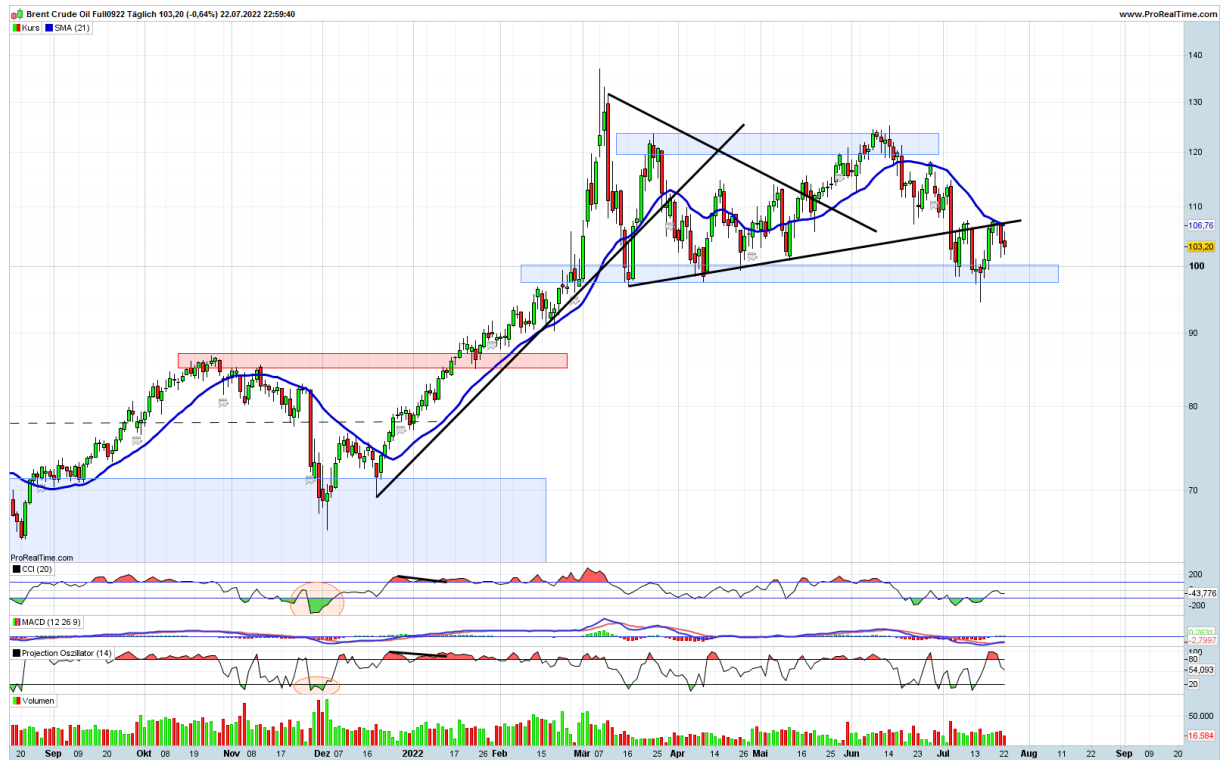 Brent Crude Oil Full0922 Täglich 103,20 (-0,64%) 22.07.2022 22:59:40
www.ProRealTime.com
Kurs SMA (21)
140
130
120
110
106,76
103,20
100
90
80
70
ProRealTime.com
CCI (20)
200
-43,776
-200
MACD (12 26 9)
0,2631
-2,7997
Projection Oszillator (14)
100
80
54,093
20
Volumen
50.000
16.584
20 Sep 09 20 Okt 08 19 Nov 08 17 Dez 07 16 2022 17 26 Feb 15 Mär 07 16 25 Apr 14 26 Mai 16 25 Jun 14 23 Jul 13 22 Aug 11 22 Sep 09 20